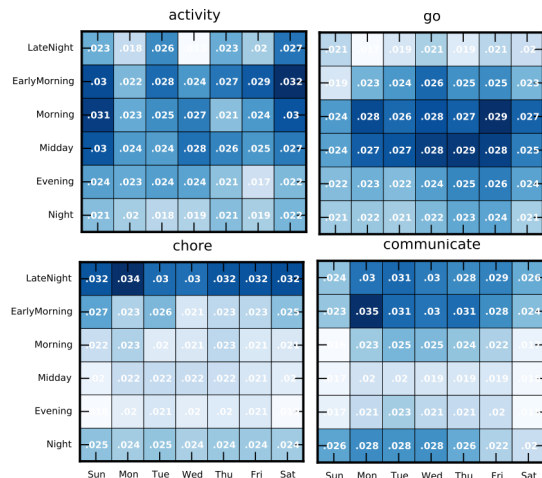 activity
go
LateNight .023 .018 .026 .023 .02 .027 .021 .019 .021 .019 .021 .02
EarlyMorning .03 .022 .028 .024 .027 .029 .032 .019 .023 .024 .026 .025 .025 .023
Morning .031 .023 .025 .027 .021 .024 .03 .024 .028 .026 .028 .027 .029 .027
Midday .03 .024 .024 .028 .026 .025 .027 .024 .027 .027 .028 .029 .028 .025
Evening .024 .023 .024 .024 .021 .017 .022 .022 .023 .022 .024 .025 .026 .024
Night .021 .02 .018 .019 .021 .019 .022 .021 .021 .021 .022 .023 .024 .021
chore
communicate
LateNight .032 .034 .03 .03 .032 .032 .032 .024 .03 .031 .03 .028 .029 .026
EarlyMorning .027 .023 .026 .021 .023 .023 .025 .023 .035 .031 .03 .031 .028 .024
Morning .022 .023 .02 .021 .023 .021 .023 .025 .025 .024 .022
Midday .022 .022 .022 .022 .021 .02 .02 .019 .019 .019
Evening .02 .021 .02 .021 .02 .017 .021 .023 .021 .021 .02
Night .025 .024 .025 .024 .024 .024 .024 .026 .028 .028 .028 .026 .022 .02
Sun Mon Tue Wed Thu Fri Sat Sun Mon Tue Wed Thu Fri Sat